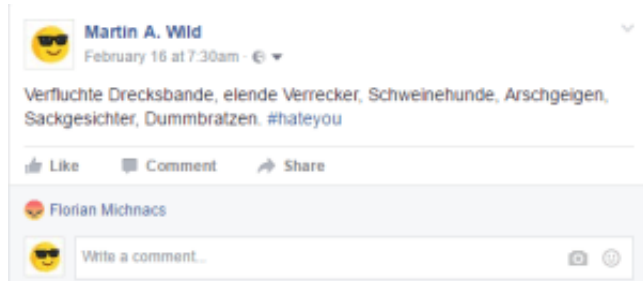 Martin A. Wild
February 16 at 7:30am ·
Verfluchte Drecksbande, elende Verrecker, Schweinehunde, Arschgeigen,
Sackgesichter, Dummbratzen. #hateyou
Like Comment Share
Florian Michnacs
Write a comment...